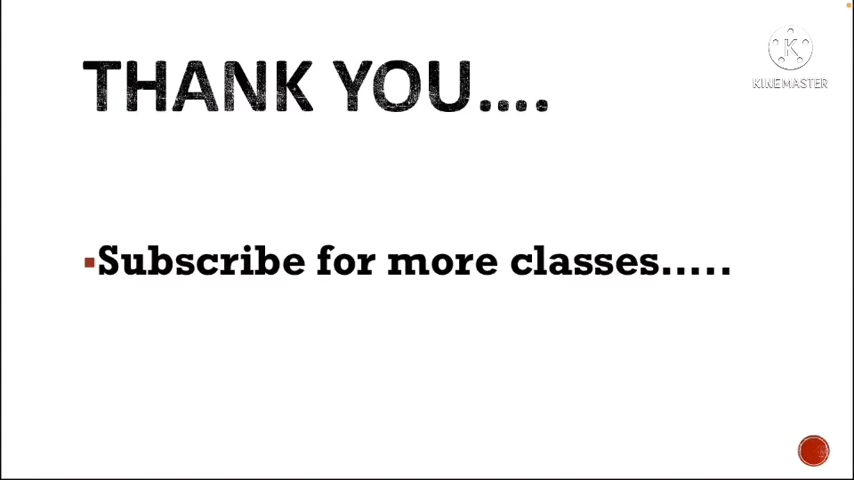 THANK YOU....
K
KINEMASTER
Subscribe for more classes.....